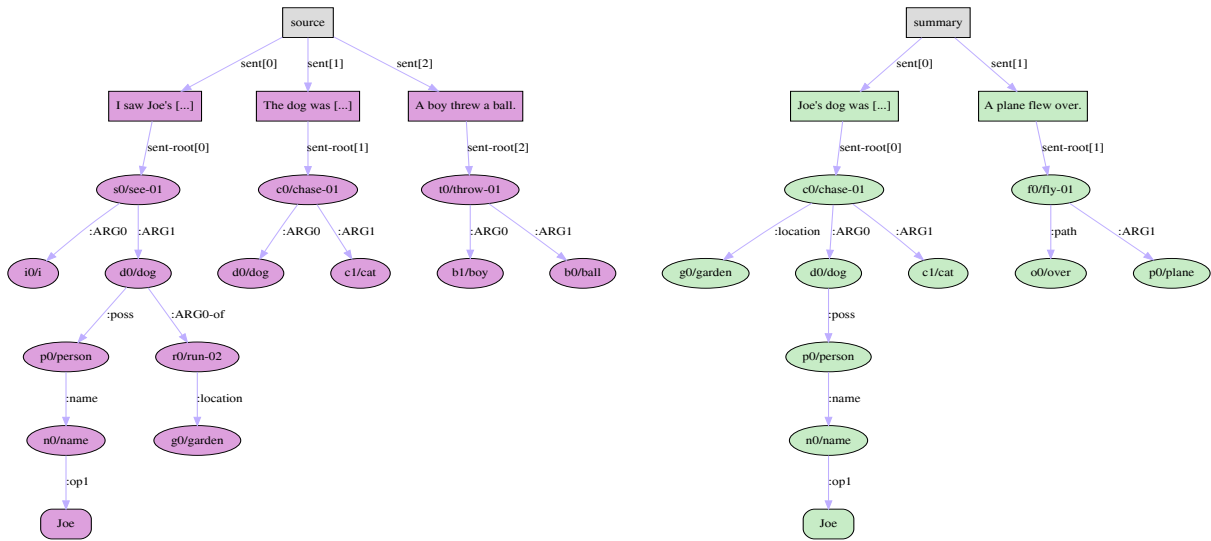 source
summary
sent[0]
sent[1]
sent[2]
sent[0]
sent[1]
I saw Joe's [...]
The dog was [...]
A boy threw a ball.
Joe's dog was [...]
A plane flew over.
sent-root[0]
sent-root[1]
sent-root[2]
sent-root[0]
sent-root[1]
s0/see-01
c0/chase-01
t0/throw-01
c0/chase-01
f0/fly-01
:ARG0
:ARG1
:ARG0
:ARG1
:ARG0
:ARG1
:location
:ARG0
:ARG1
:path
:ARG1
i0/i
d0/dog
d0/dog
c1/cat
b1/boy
b0/ball
g0/garden
d0/dog
c1/cat
o0/over
p0/plane
:poss
:ARG0-of
:poss
p0/person
r0/run-02
p0/person
:name
:location
:name
n0/name
g0/garden
n0/name
:op1
:op1
Joe
Joe